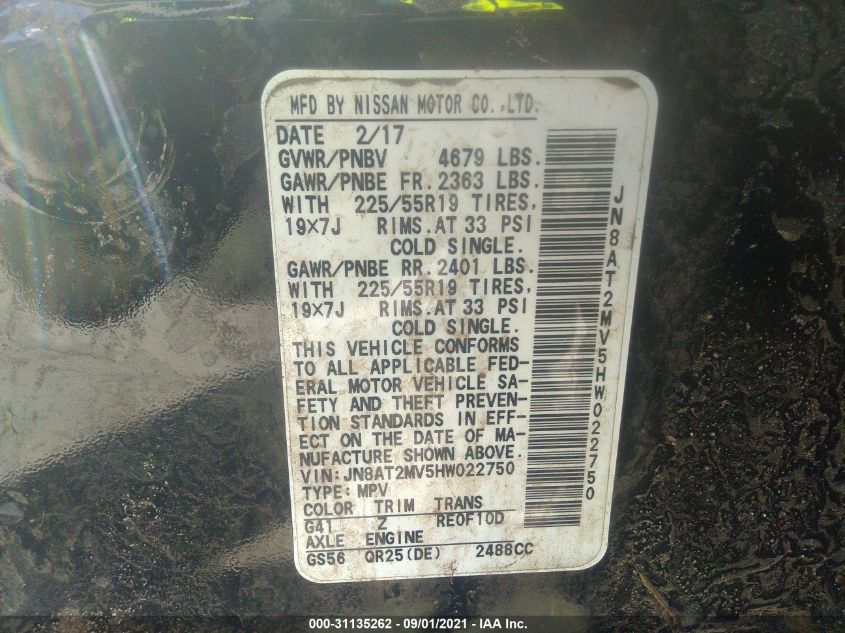 MFD BY NISSAN MOTOR CO.,LTD.
DATE 2/17
GVWR/PNBV 4679 LBS.
GAWR/PNBE FR. 2363 LBS.
WITH 225/55R19 TIRES,
19×7J RIMS.AT 33 PSI
COLD SINGLE.
GAWR/PNBE RR. 2401 LBS.
WITH 225/55R19 TIRES,
19×7J RIMS.AT 33 PSI
COLD SINGLE.
THIS VEHICLE CONFORMS
TO ALL APPLICABLE FED-
ERAL MOTOR VEHICLE SA-
FETY AND THEFT PREVEN-
TION STANDARDS IN EFF-
ECT ON THE DATE OF MA-
NUFACTURE SHOWN ABOVE.
VIN:JN8AT2MV5HW022750
TYPE:MPV
COLOR TRIM TRANS
G41 Z RE0F10D
AXLE ENGINE
GS56 QR25(DE) 2488CC
JN8AT2MV5HW022750
000-31135262 - 09/01/2021 - IAA Inc.